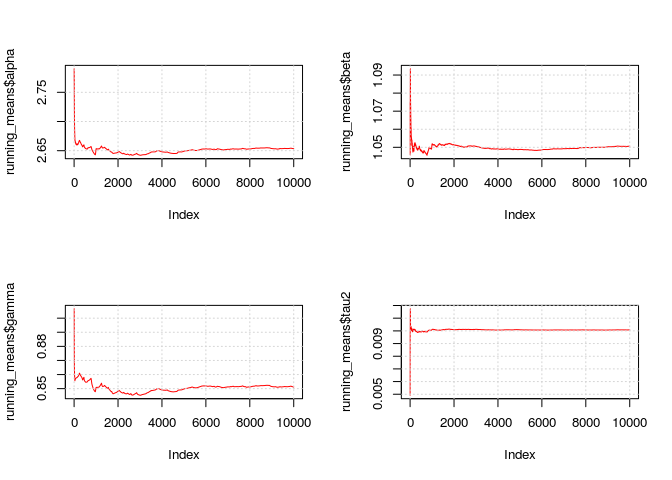 running_means$alpha
2.65 2.75
0 2000 4000 6000 8000 10000
Index
running_means$beta
1.05 1.07 1.09
0 2000 4000 6000 8000 10000
Index
running_means$gamma
0.85 0.88
0 2000 4000 6000 8000 10000
Index
running_means$tau2
0.005 0.009
0 2000 4000 6000 8000 10000
Index